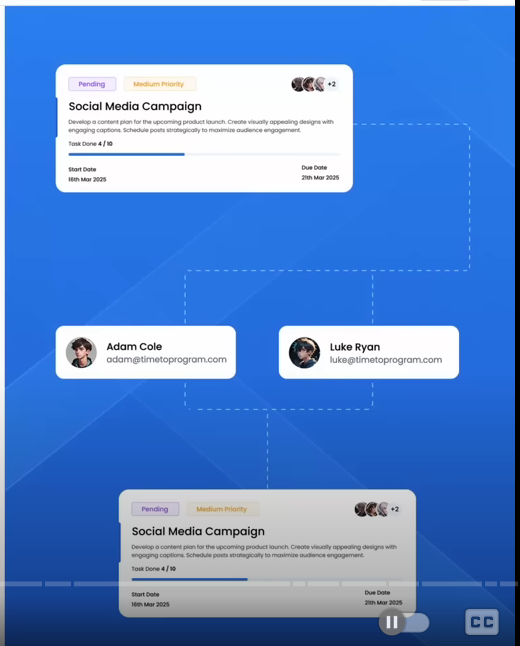 Pending Medium Priority +2
Social Media Campaign
Develop a content plan for the upcoming product launch. Create visually appealing designs with
engaging captions. Schedule posts strategically to maximize audience engagement.
Task Done 4 / 10
Start Date Due Date
16th Mar 2025 21th Mar 2025
Adam Cole
adam@timetoprogram.com
Luke Ryan
luke@timetoprogram.com
Pending Medium Priority +2
Social Media Campaign
Develop a content plan for the upcoming product launch. Create visually appealing designs with
engaging captions. Schedule posts strategically to maximize audience engagement.
Task Done 4 / 10
Start Date Due Date
16th Mar 2025 21th Mar 2025
CC